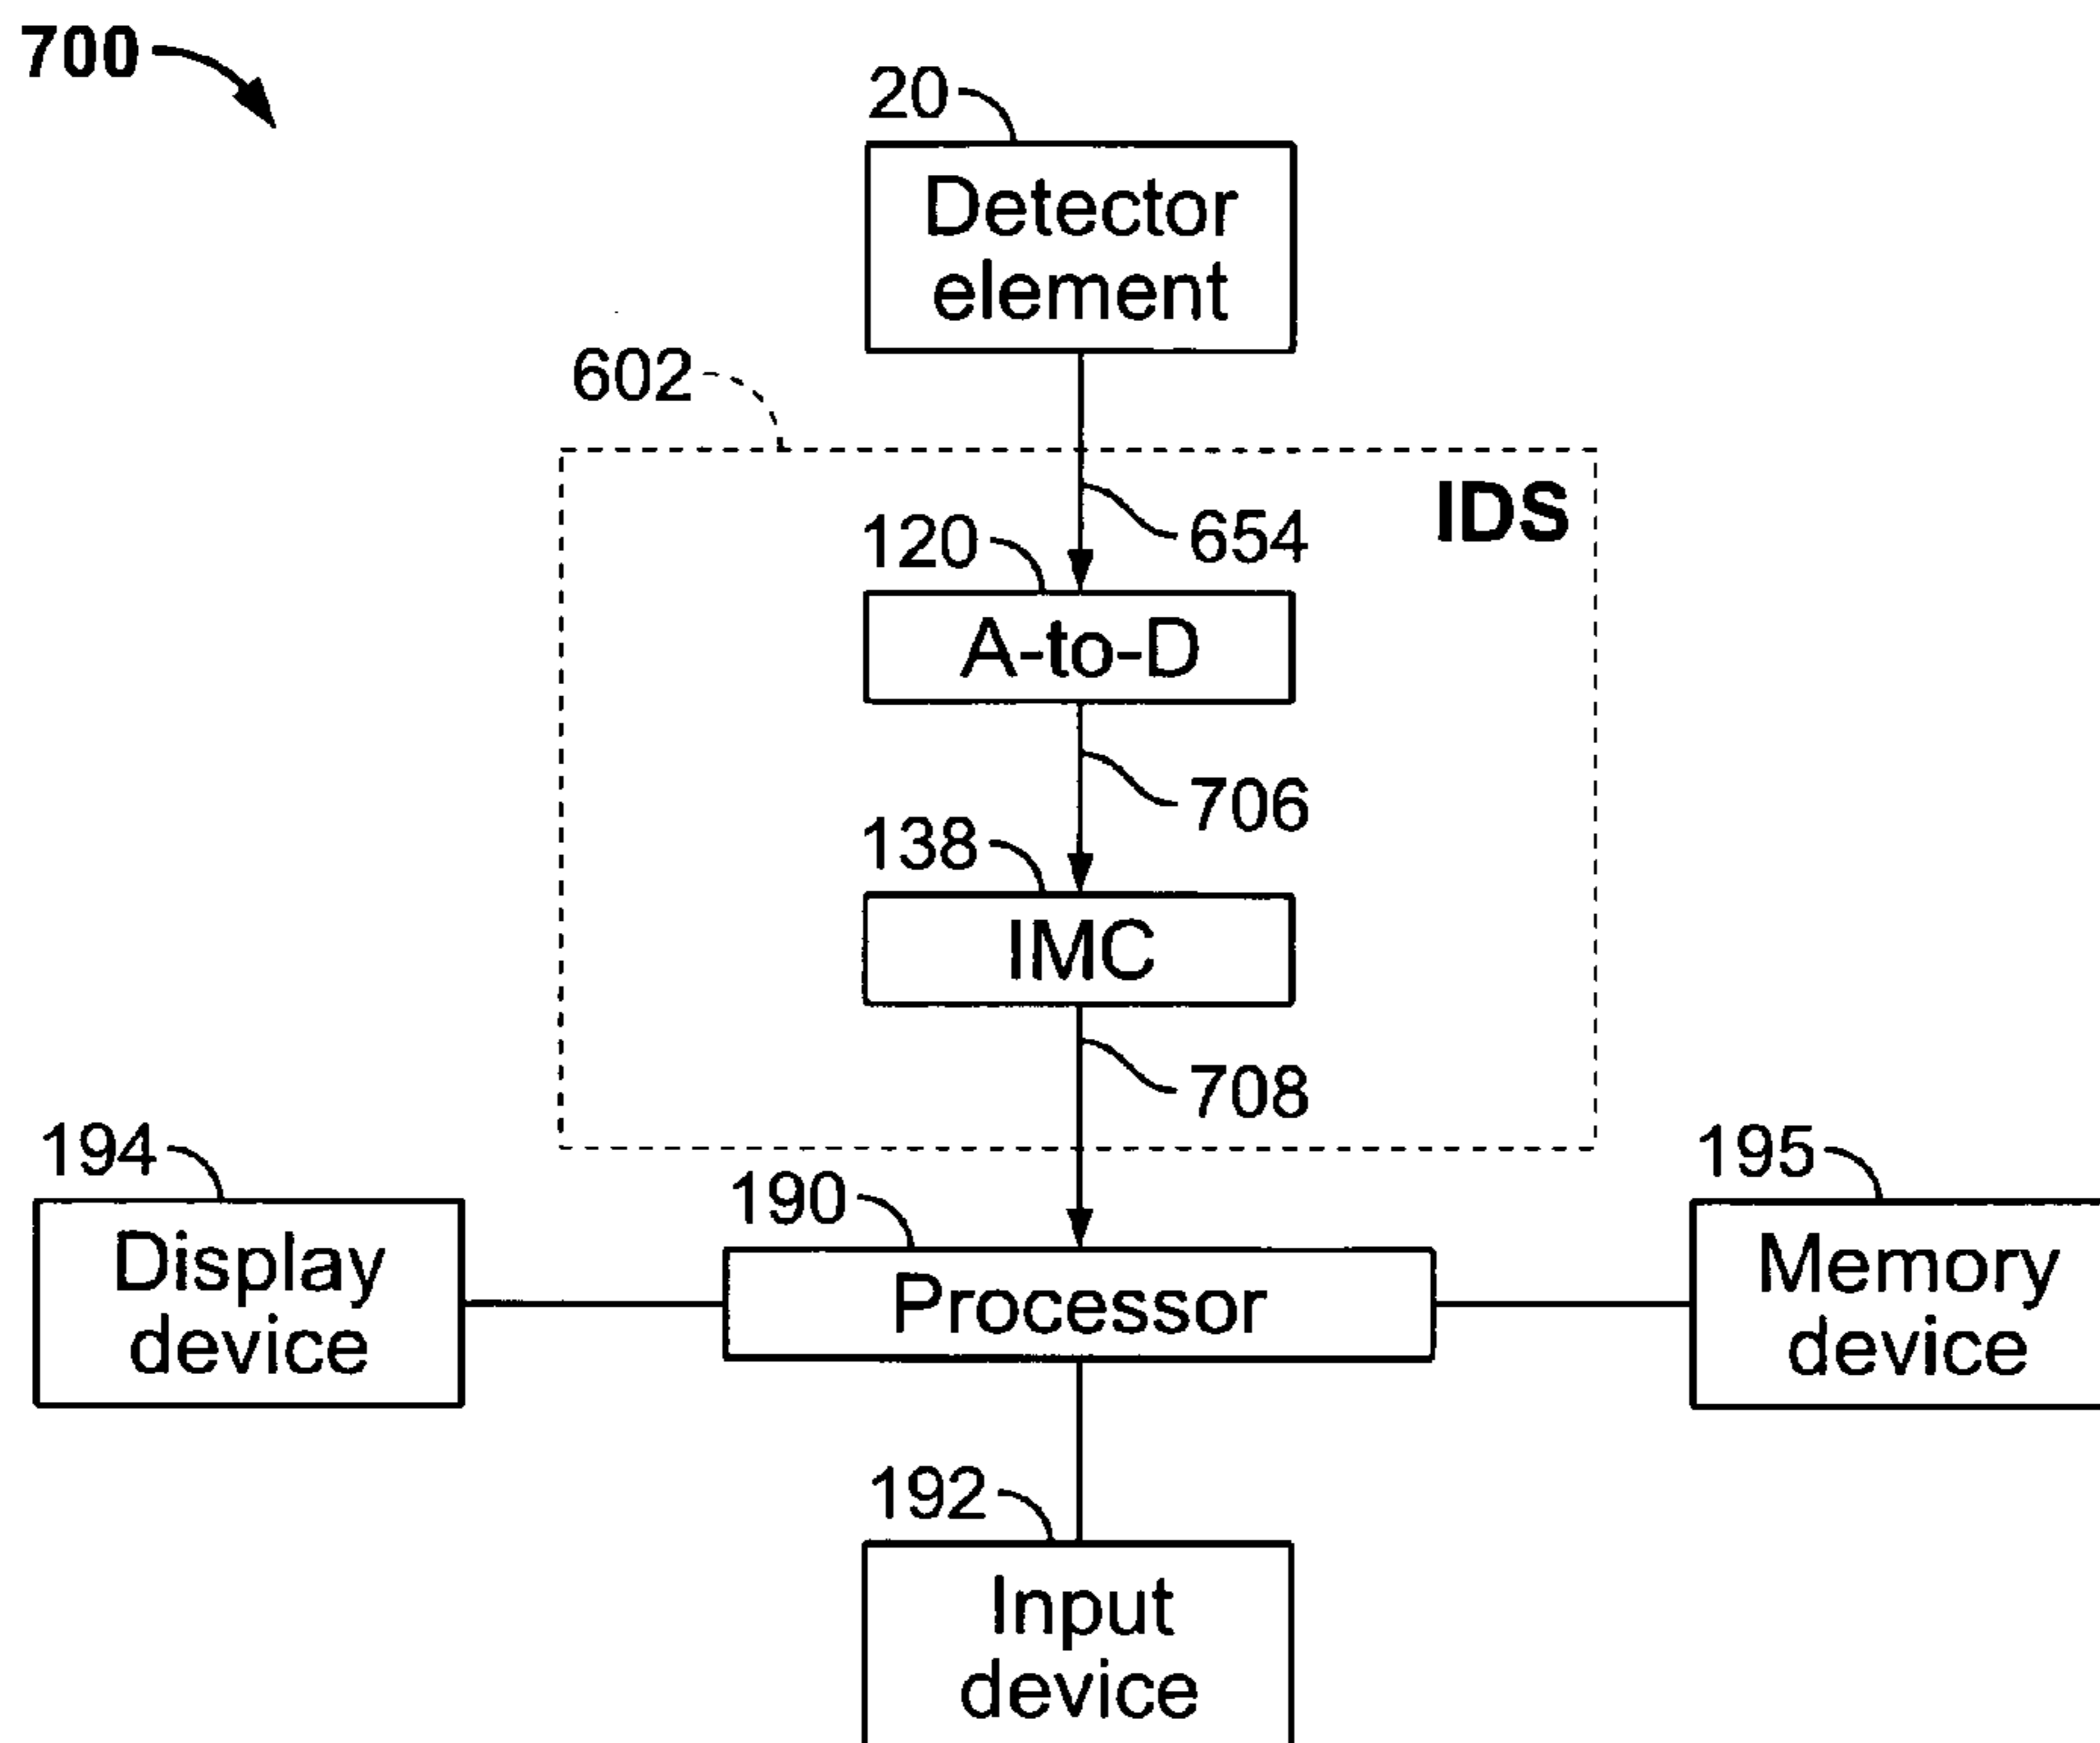 700
20
Detector
element
602
IDS
654
120
A-to-D
706
138
IMC
708
194
Display
device
190
Processor
195
Memory
device
192
Input
device